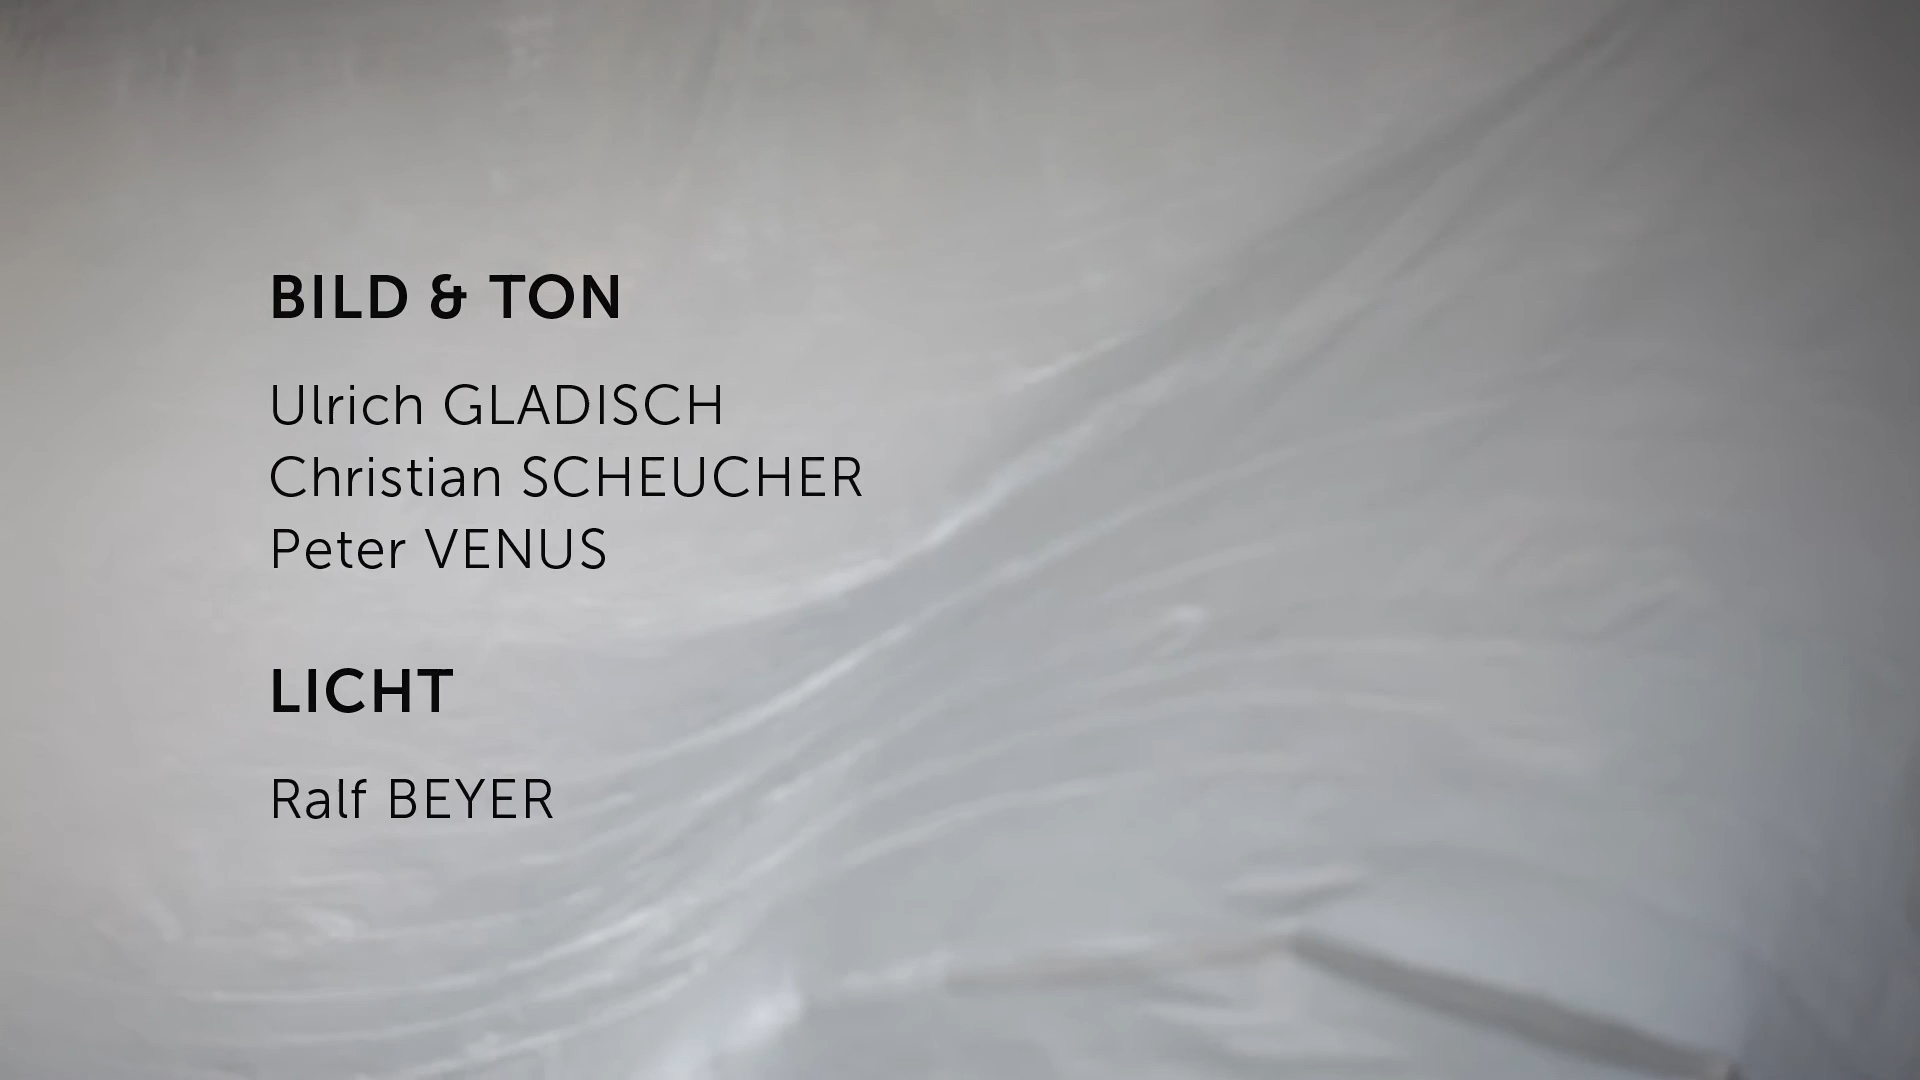 BILD & TON
Ulrich GLADISCH
Christian SCHEUCHER
Peter VENUS
LICHT
Ralf BEYER